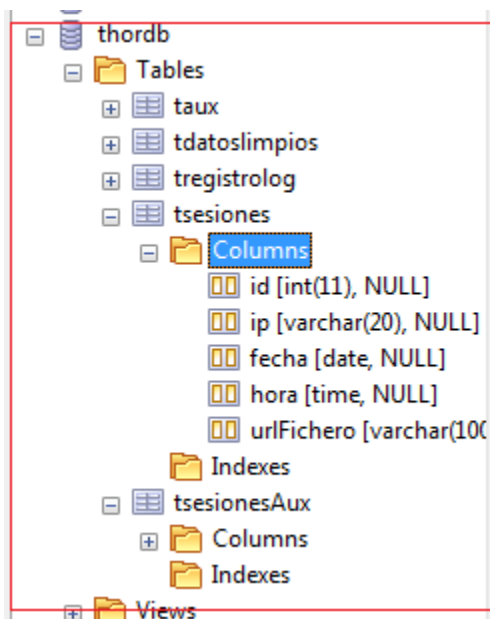 thordb
Tables
taux
tdatoslimpios
tregistrolog
tsesiones
Columns
id [int(11), NULL]
ip [varchar(20), NULL]
fecha [date, NULL]
hora [time, NULL]
urlFichero [varchar(100
Indexes
tsesionesAux
Columns
Indexes
Views